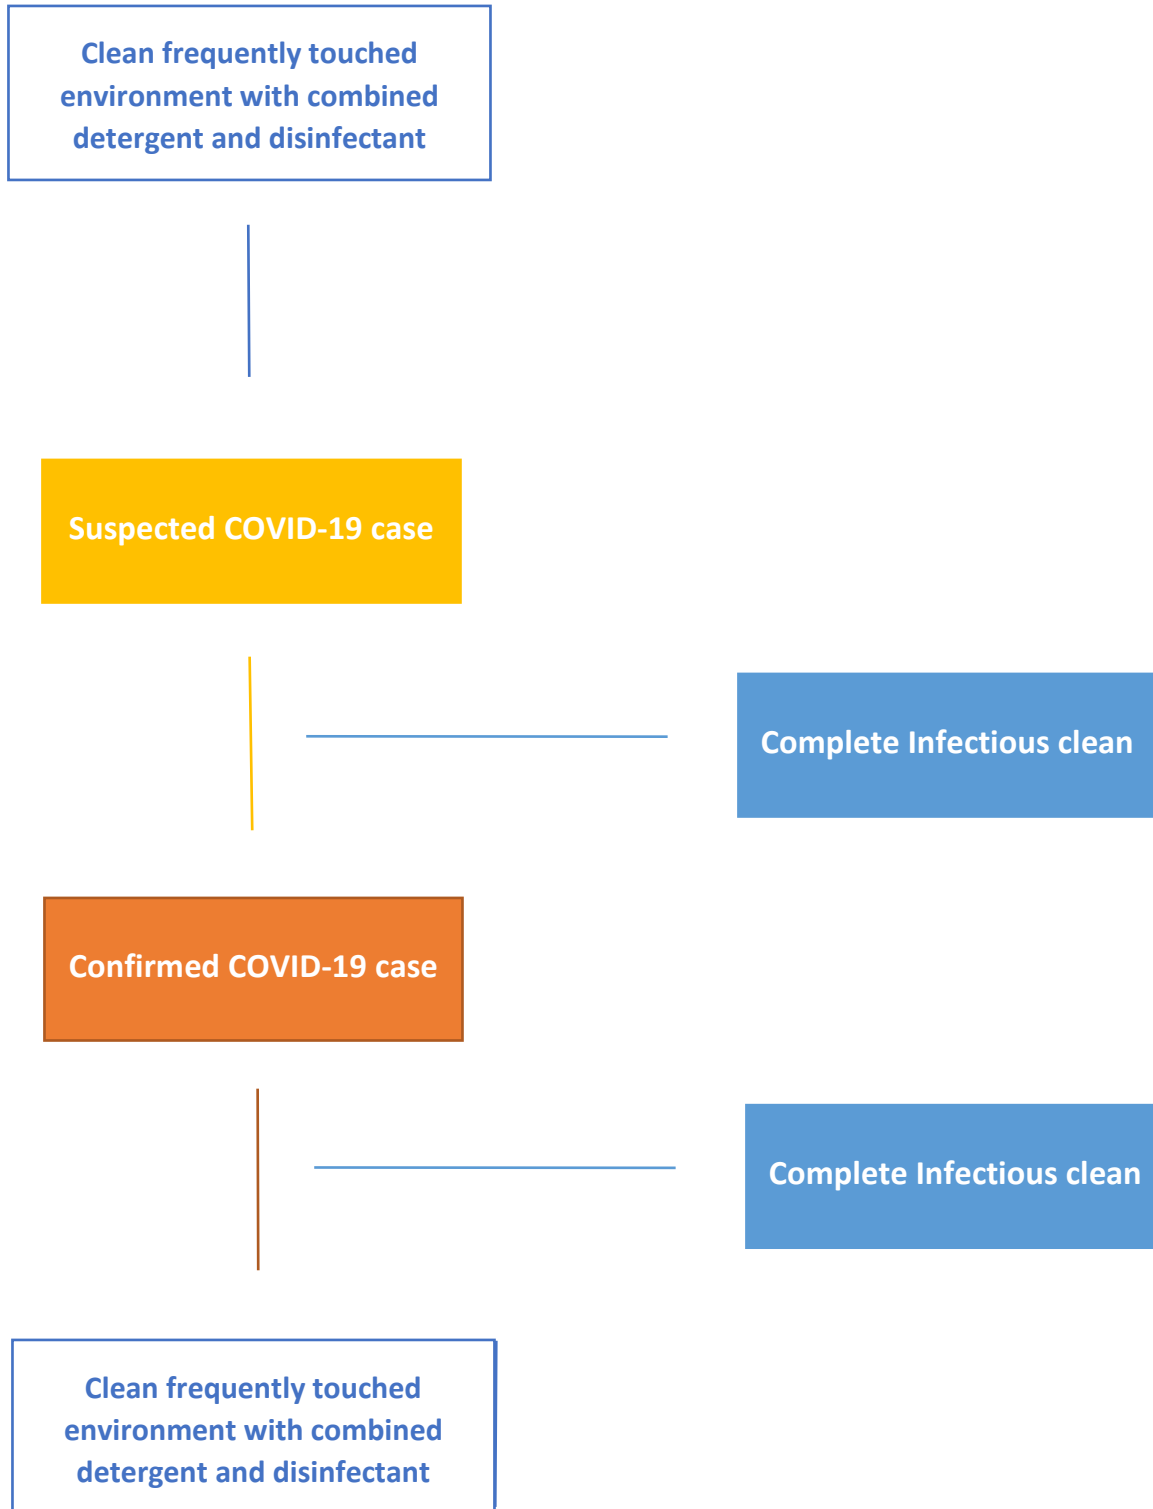 Clean frequently touched
environment with combined
detergent and disinfectant
Suspected COVID-19 case
Complete Infectious clean
Confirmed COVID-19 case
Complete Infectious clean
Clean frequently touched
environment with combined
detergent and disinfectant